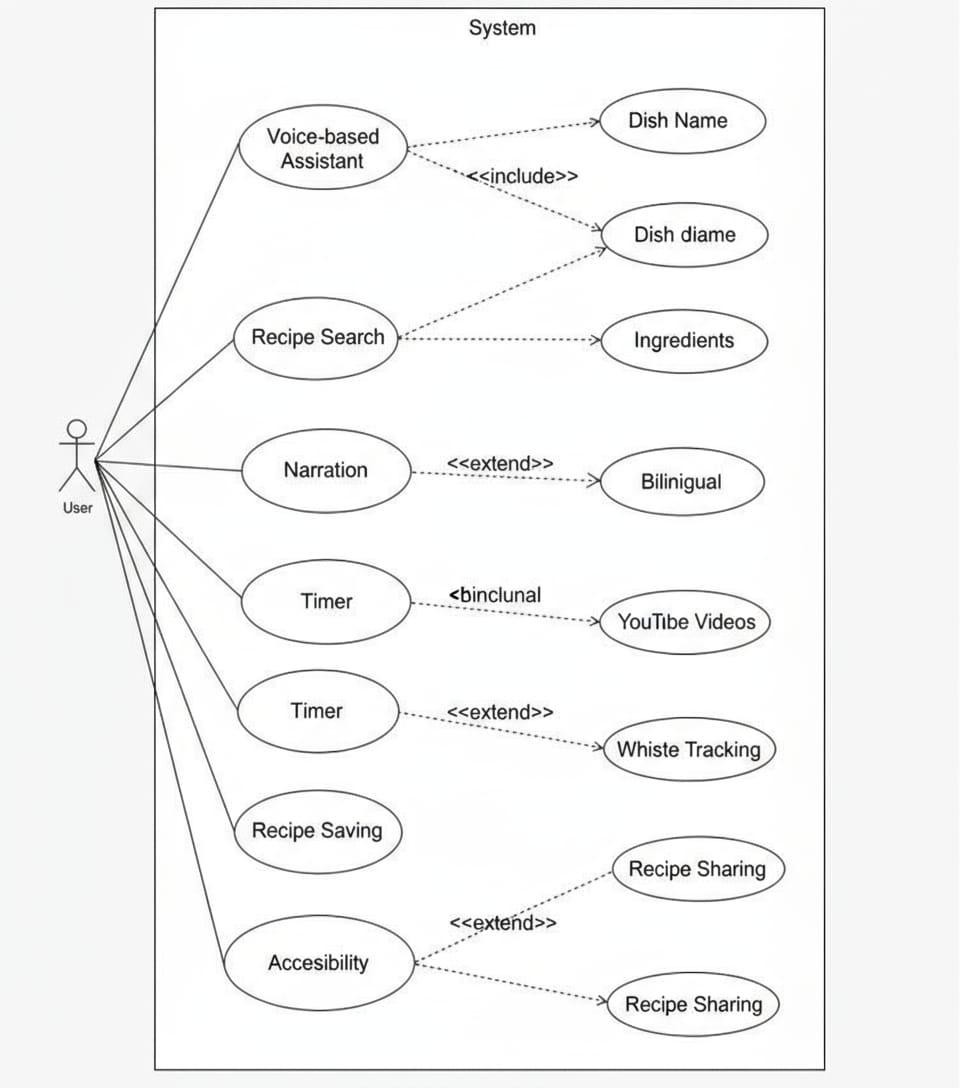 System
Voice-based
Assistant
Dish Name
<<include>>
Dish diame
Recipe Search
Ingredients
User
Narration
<<extend>>
Bilinigual
Timer
<binclunal
YouTibe Videos
Timer
<<extend>>
Whiste Tracking
Recipe Saving
Recipe Sharing
<<extend>>
Accesibility
Recipe Sharing